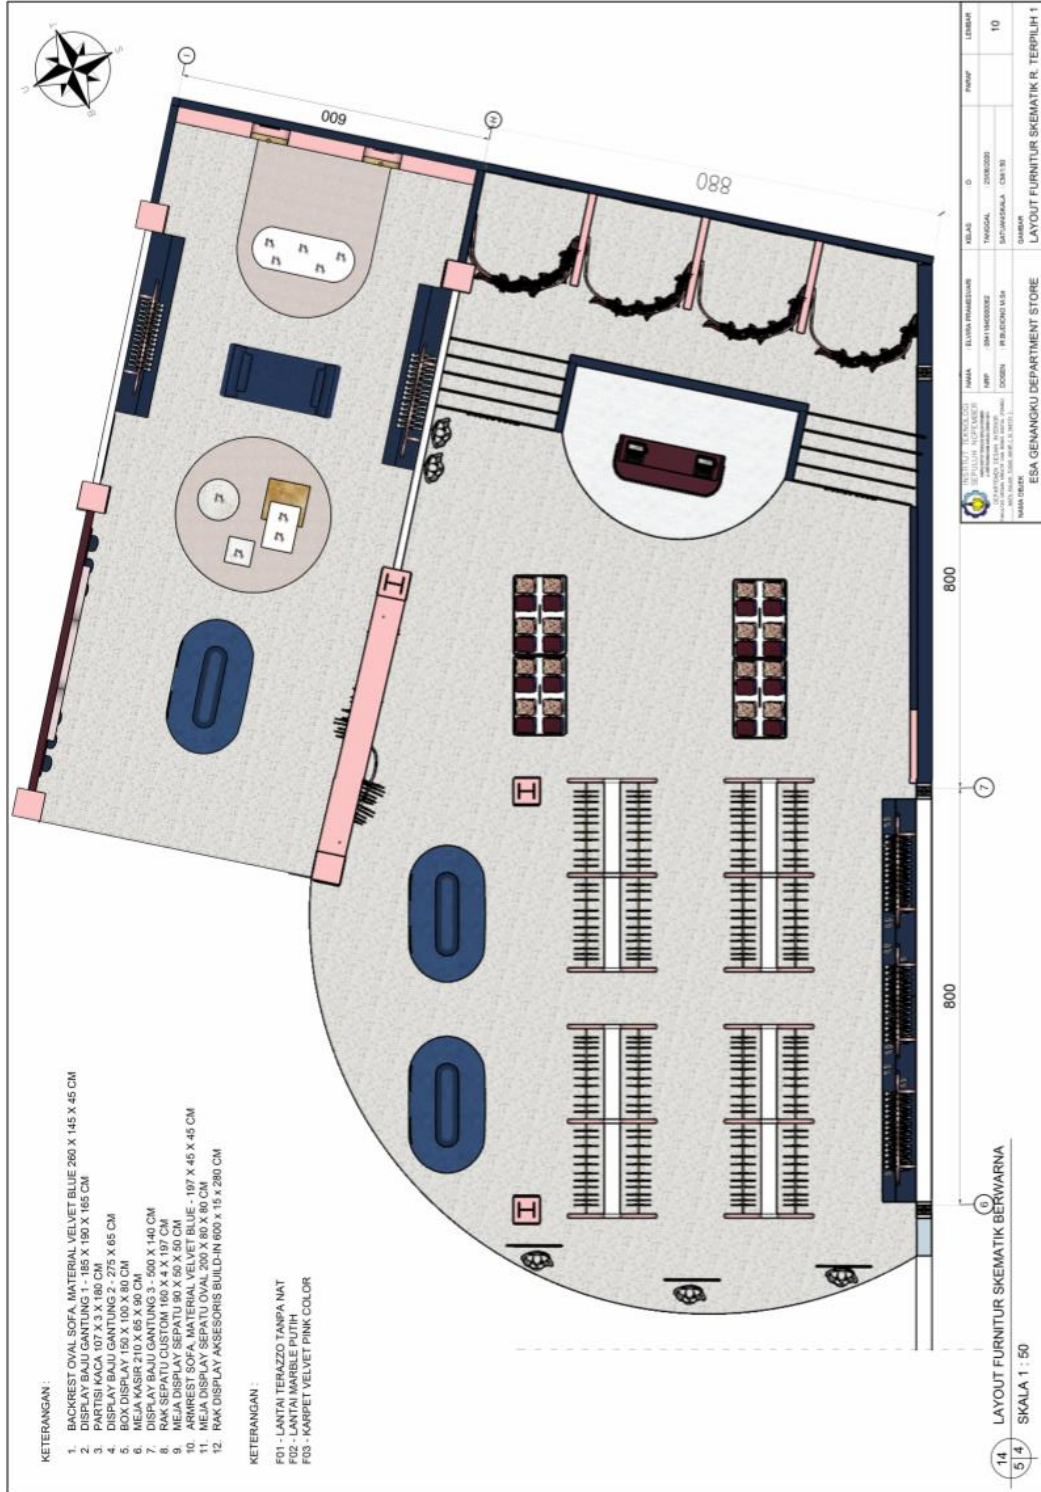 KETERANGAN :
1. BACKREST OVAL SOFA, MATERIAL VELVET BLUE 260 X 145 X 45 CM
2. DISPLAY BAJU GANTUNG 1 - 185 X 190 X 165 CM
3. PARTISI KACA 107 X 3 X 180 CM
4. DISPLAY BAJU GANTUNG 2 - 275 X 65 CM
5. BOX DISPLAY 150 X 100 X 80 CM
6. MEJA KASIR 210 X 65 X 90 CM
7. DISPLAY BAJU GANTUNG 3 - 500 X 140 CM
8. RAK SEPATU CUSTOM 160 X 4 X 197 CM
9. MEJA DISPLAY SEPATU 90 X 50 X 50 CM
10. ARMREST SOFA, MATERIAL VELVET BLUE - 197 X 45 X 45 CM
11. MEJA DISPLAY SEPATU OVAL 200 X 80 X 80 CM
12. RAK DISPLAY AKSESORIS BUILD-IN 600 x 15 x 280 CM
KETERANGAN :
F01 - LANTAI TERAZZO TANPA NAT
F02 - LANTAI MARBLE PUTIH
F03 - KARPET VELVET PINK COLOR
I
600
H
880
800
7
800
6
14
5 4
LAYOUT FURNITUR SKEMATIK BERWARNA
SKALA 1 : 50
INSTITUT TEKNOLOGI
SEPULUH NOPEMBER
NAMA
NRP
DOSEN
KELAS : D
TANGGAL
SATUAN/SKALA : CM/1:50
PARAF
LEMBAR
10
NAMA OBJEK
ESA GENANGKU DEPARTMENT STORE
GAMBAR
LAYOUT FURNITUR SKEMATIK R. TERPILIH 1